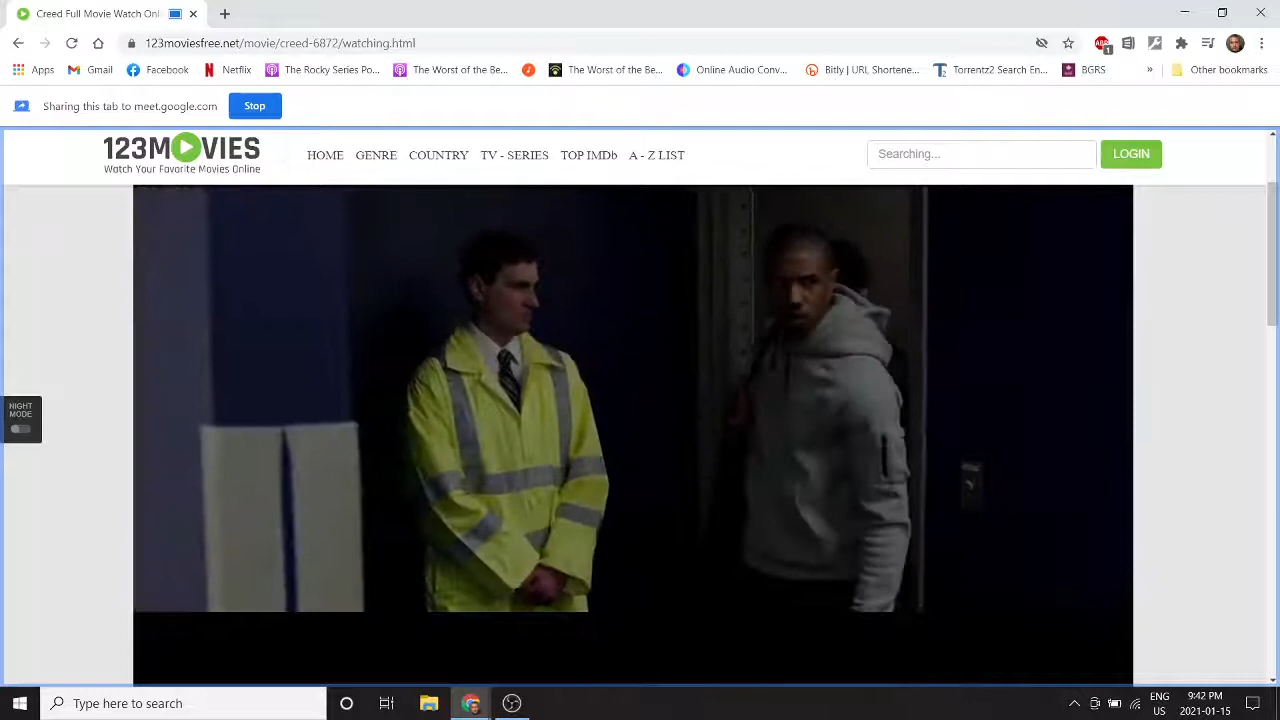 Creed Full Movie Watch Onli
123moviesfree.net/movie/creed-6872/watching.html
ABP
1
Apps
Gmail
Facebook
Netflix
The Rocky Series Po...
The Worst of the Be...
The Worst of the Be...
Online Audio Conv...
Bitly | URL Shortene...
Torrentz2 Search En...
BGRS
»
Other bookmarks
Sharing this tab to meet.google.com
Stop
123MOVIES
Watch Your Favorite Movies Online
HOME
GENRE
COUNTRY
TV - SERIES
TOP IMDb
A - Z LIST
Searching...
LOGIN
NIGHT
MODE
Type here to search
ENG
US
9:42 PM
2021-01-15